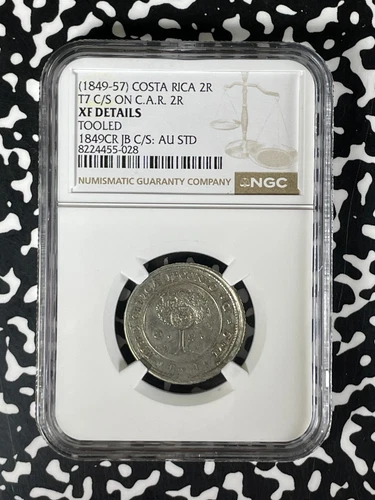 (1849-57) COSTA RICA 2R
T7 C/S ON C.A.R. 2R
XF DETAILS
TOOLED
1849CR JB C/S: AU STD
8224455-028
NUMISMATIC GUARANTY COMPANY NGC